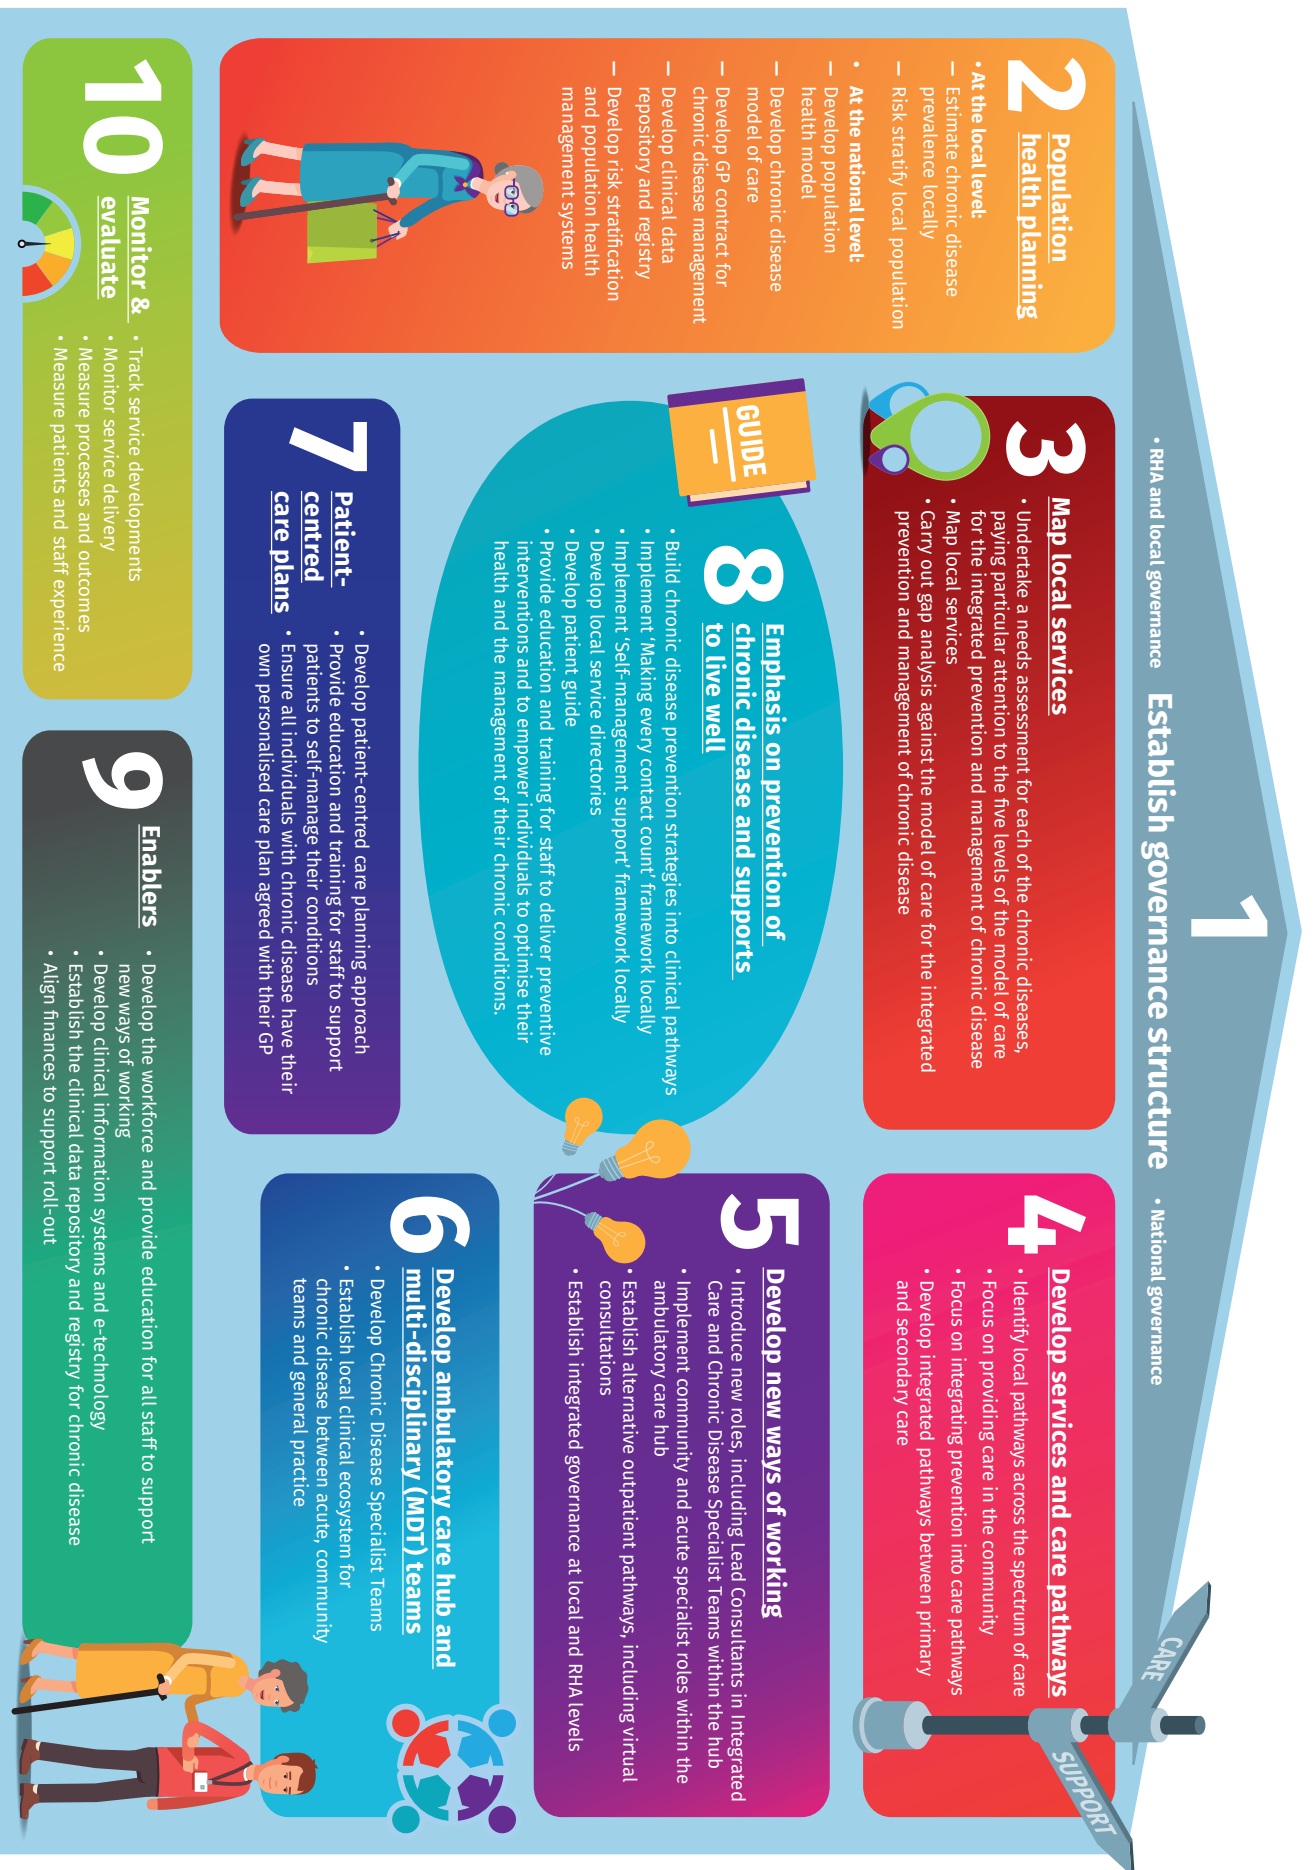 1
• RHA and local governance
Establish governance structure
• National governance
CARE
SUPPORT
2
Population
health planning
• At the local level:
— Estimate chronic disease
prevalence locally
— Risk stratify local population
• At the national level:
— Develop population
health model
— Develop chronic disease
model of care
— Develop GP contract for
chronic disease management
— Develop clinical data
repository and registry
— Develop risk stratification
and population health
management systems
3
Map local services
• Undertake a needs assessment for each of the chronic diseases,
paying particular attention to the five levels of the model of care
for the integrated prevention and management of chronic disease
• Map local services
• Carry out gap analysis against the model of care for the integrated
prevention and management of chronic disease
4
Develop services and care pathways
• Identify local pathways across the spectrum of care
• Focus on providing care in the community
• Focus on integrating prevention into care pathways
• Develop integrated pathways between primary
and secondary care
5
Develop new ways of working
• Introduce new roles, including Lead Consultants in Integrated
Care and Chronic Disease Specialist Teams within the hub
• Implement community and acute specialist roles within the
ambulatory care hub
• Establish alternative outpatient pathways, including virtual
consultations
• Establish integrated governance at local and RHA levels
6
Develop ambulatory care hub and
multi-disciplinary (MDT) teams
• Develop Chronic Disease Specialist Teams
• Establish local clinical ecosystem for
chronic disease between acute, community
teams and general practice
GUIDE
8
Emphasis on prevention of
chronic disease and supports
to live well
• Build chronic disease prevention strategies into clinical pathways
• Implement ‘Making every contact count’ framework locally
• Implement ‘Self-management support’ framework locally
• Develop local service directories
• Develop patient guide
• Provide education and training for staff to deliver preventive
interventions and to empower individuals to optimise their
health and the management of their chronic conditions.
7
Patient-
centred
care plans
• Develop patient-centred care planning approach
• Provide education and training for staff to support
patients to self-manage their conditions
• Ensure all individuals with chronic disease have their
own personalised care plan agreed with their GP
10
Monitor &
evaluate
• Track service developments
• Monitor service delivery
• Measure processes and outcomes
• Measure patients and staff experience
9
Enablers
• Develop the workforce and provide education for all staff to support
new ways of working
• Develop clinical information systems and e-technology
• Establish the clinical data repository and registry for chronic disease
• Align finances to support roll-out